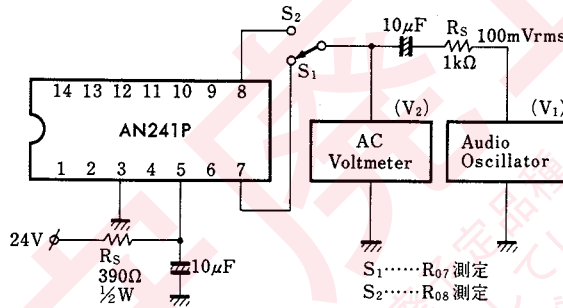 S₂
10μF
R_S
100mVrms
1kΩ
S₁
14 13 12 11 10 9 8
AN241P
1 2 3 4 5 6 7
(V₂)
AC
Voltmeter
(V₁)
Audio
Oscillator
24V
R_S
390Ω
½W
10μF
S₁……R₀₇測定
S₂……R₀₈測定